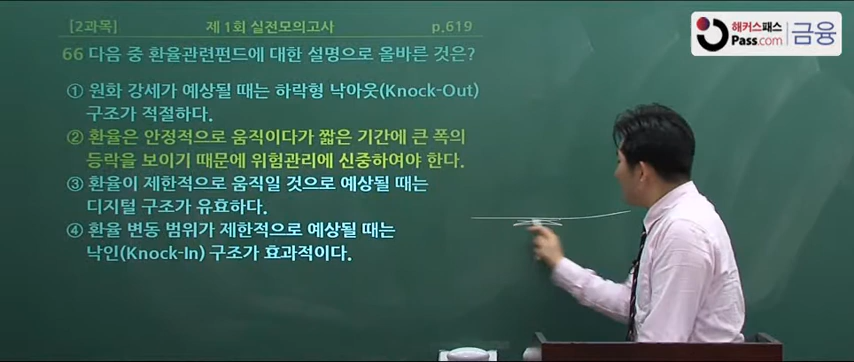 [2과목] 제 1회 실전모의고사 p.619
해커스패스
Pass.com 금융
66 다음 중 환율관련펀드에 대한 설명으로 올바른 것은?
① 원화 강세가 예상될 때는 하락형 낙아웃(Knock-Out)
구조가 적절하다.
② 환율은 안정적으로 움직이다가 짧은 기간에 큰 폭의
등락을 보이기 때문에 위험관리에 신중하여야 한다.
③ 환율이 제한적으로 움직일 것으로 예상될 때는
디지털 구조가 유효하다.
④ 환율 변동 범위가 제한적으로 예상될 때는
낙인(Knock-In) 구조가 효과적이다.